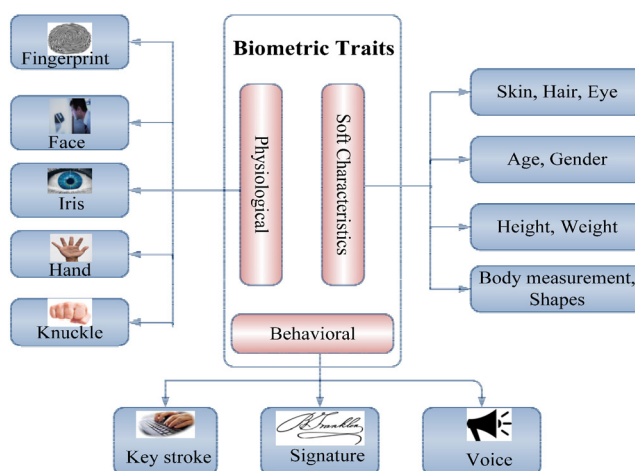 Biometric Traits
Fingerprint
Face
Iris
Hand
Knuckle
Physiological
Soft Characteristics
Behavioral
Skin, Hair, Eye
Age, Gender
Height, Weight
Body measurement,
Shapes
Key stroke
B Franklin
Signature
Voice